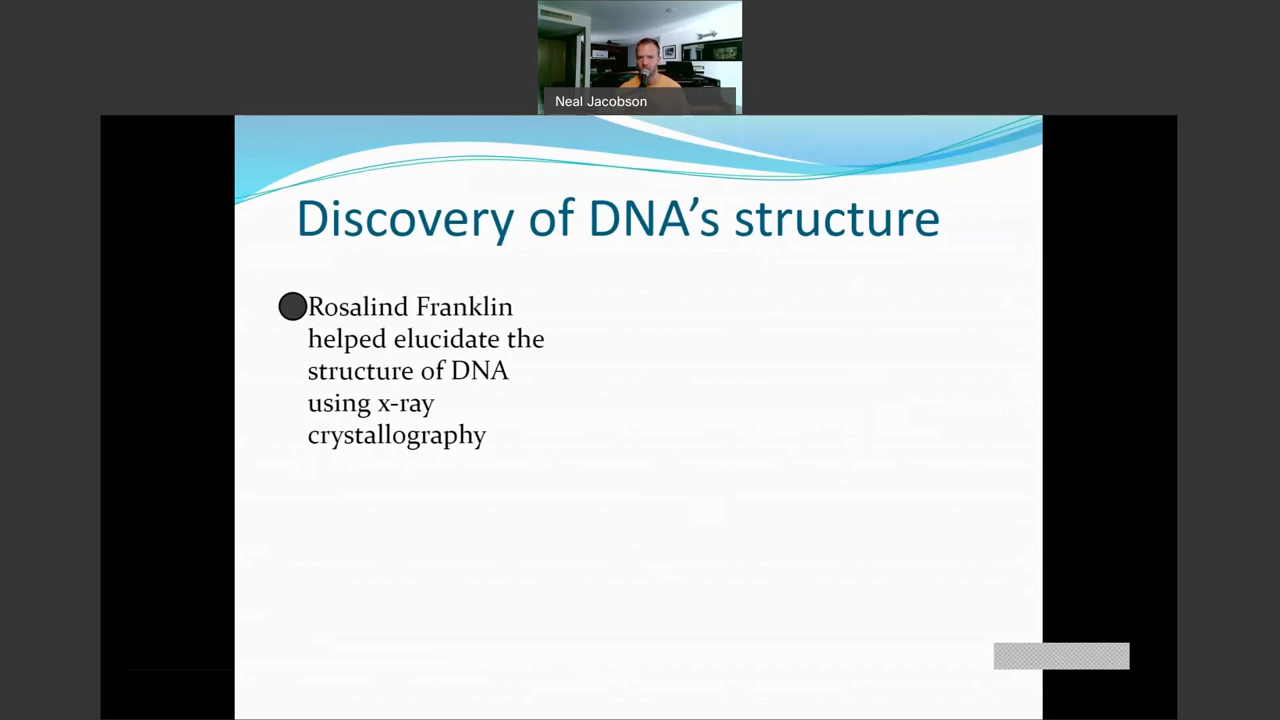 Neal Jacobson
Discovery of DNA’s structure
Rosalind Franklin
helped elucidate the
structure of DNA
using x-ray
crystallography